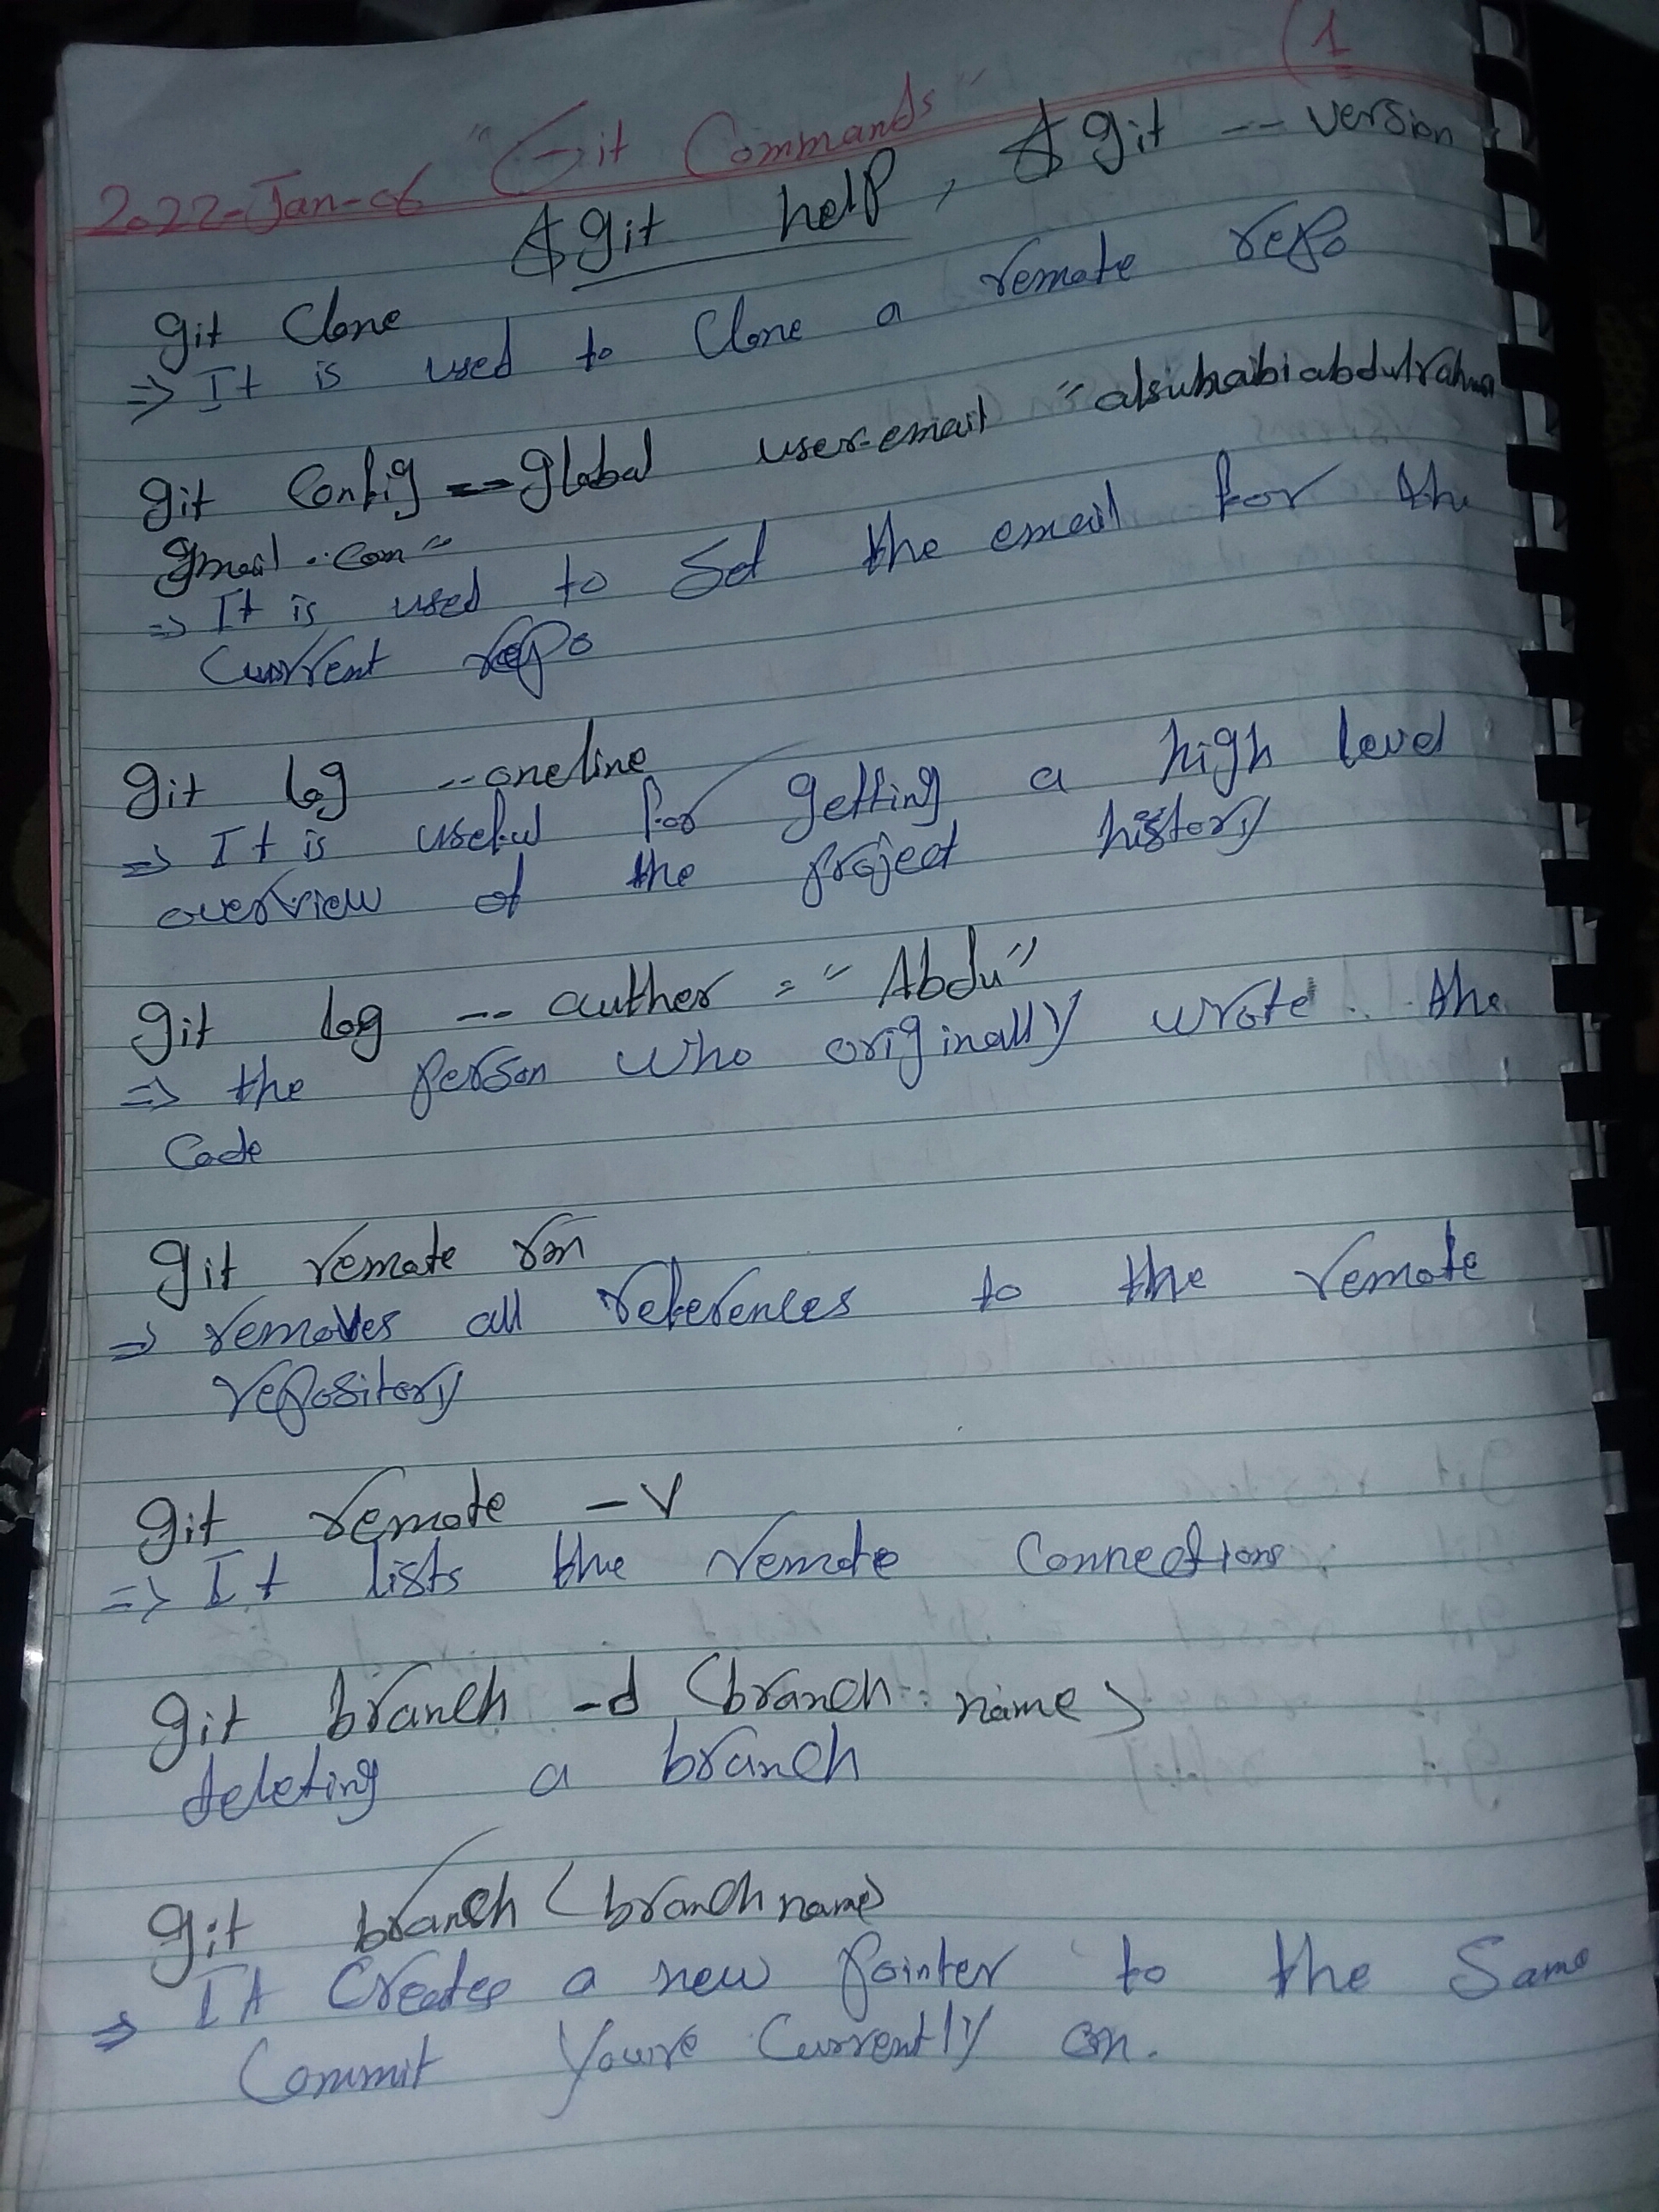 (1
2022-Jan-06 "Git Commands"
$ git help, $ git --version
git Clone
=> It is used to Clone a remote repo
git Config --global user-email "alsuhaibiabdulrahman
gmail.com"
=> It is used to Set the email for the
Current repo
git log --oneline
=> It is useful for getting a high level
overview of the project history
git log -- auther = "Abdu"
=> the person who originally wrote the
Code
git remote rm
=> removes all references to the remote
repository
git remote -v
=> It lists the remote Connections
git branch -d (branch name>
deleting a branch
git branch (branch name)
=> It Creates a new pointer to the Same
Commit You're Currently on.